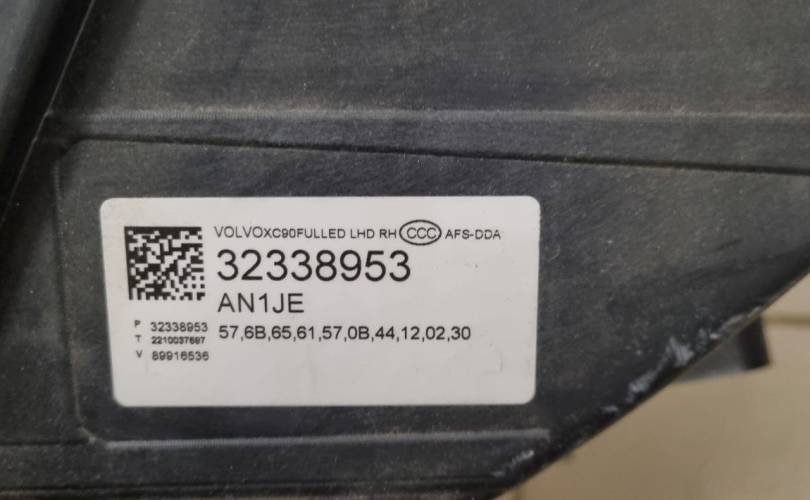 VOLVOXC90FULLED LHD RH CCC AFS-DDA
32338953
AN1JE
57,6B,65,61,57,0B,44,12,02,30
P 32338953
T 2210037687
V 89916536